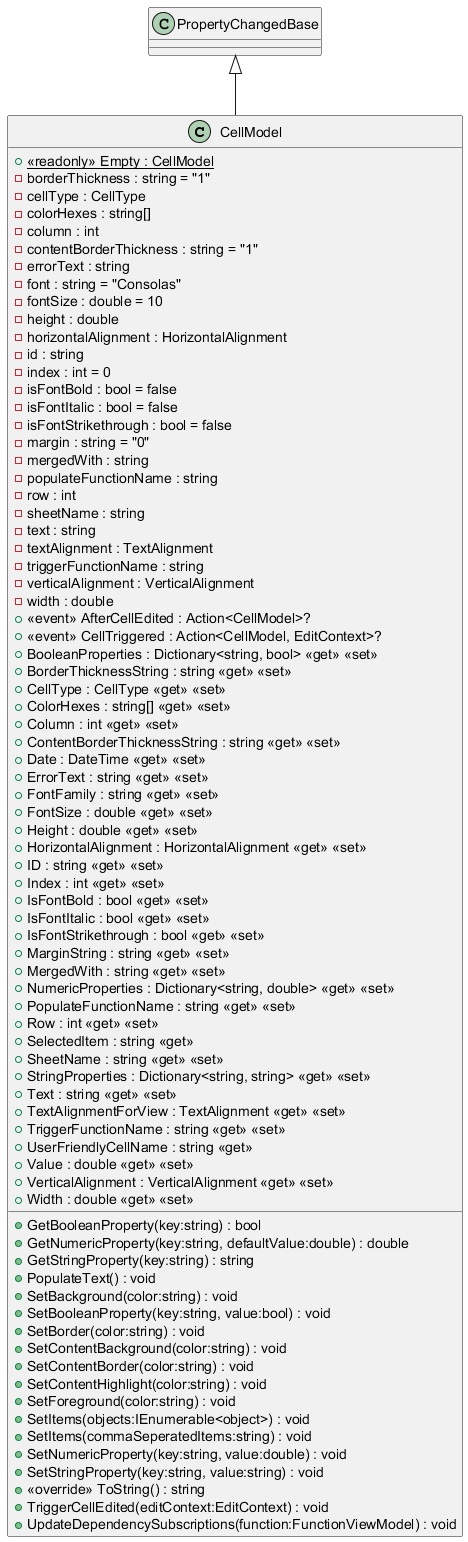 C PropertyChangedBase
C CellModel
«readonly» Empty : CellModel
borderThickness : string = "1"
cellType : CellType
colorHexes : string[]
column : int
contentBorderThickness : string = "1"
errorText : string
font : string = "Consolas"
fontSize : double = 10
height : double
horizontalAlignment : HorizontalAlignment
id : string
index : int = 0
isFontBold : bool = false
isFontItalic : bool = false
isFontStrikethrough : bool = false
margin : string = "0"
mergedWith : string
populateFunctionName : string
row : int
sheetName : string
text : string
textAlignment : TextAlignment
triggerFunctionName : string
verticalAlignment : VerticalAlignment
width : double
«event» AfterCellEdited : Action<CellModel>?
«event» CellTriggered : Action<CellModel, EditContext>?
BooleanProperties : Dictionary<string, bool> «get» «set»
BorderThicknessString : string «get» «set»
CellType : CellType «get» «set»
ColorHexes : string[] «get» «set»
Column : int «get» «set»
ContentBorderThicknessString : string «get» «set»
Date : DateTime «get» «set»
ErrorText : string «get» «set»
FontFamily : string «get» «set»
FontSize : double «get» «set»
Height : double «get» «set»
HorizontalAlignment : HorizontalAlignment «get» «set»
ID : string «get» «set»
Index : int «get» «set»
IsFontBold : bool «get» «set»
IsFontItalic : bool «get» «set»
IsFontStrikethrough : bool «get» «set»
MarginString : string «get» «set»
MergedWith : string «get» «set»
NumericProperties : Dictionary<string, double> «get» «set»
PopulateFunctionName : string «get» «set»
Row : int «get» «set»
SelectedItem : string «get»
SheetName : string «get» «set»
StringProperties : Dictionary<string, string> «get» «set»
Text : string «get» «set»
TextAlignmentForView : TextAlignment «get» «set»
TriggerFunctionName : string «get» «set»
UserFriendlyCellName : string «get»
Value : double «get» «set»
VerticalAlignment : VerticalAlignment «get» «set»
Width : double «get» «set»
GetBooleanProperty(key:string) : bool
GetNumericProperty(key:string, defaultValue:double) : double
GetStringProperty(key:string) : string
PopulateText() : void
SetBackground(color:string) : void
SetBooleanProperty(key:string, value:bool) : void
SetBorder(color:string) : void
SetContentBackground(color:string) : void
SetContentBorder(color:string) : void
SetContentHighlight(color:string) : void
SetForeground(color:string) : void
SetItems(objects:IEnumerable<object>) : void
SetItems(commaSeperatedItems:string) : void
SetNumericProperty(key:string, value:double) : void
SetStringProperty(key:string, value:string) : void
«override» ToString() : string
TriggerCellEdited(editContext:EditContext) : void
UpdateDependencySubscriptions(function:FunctionViewModel) : void